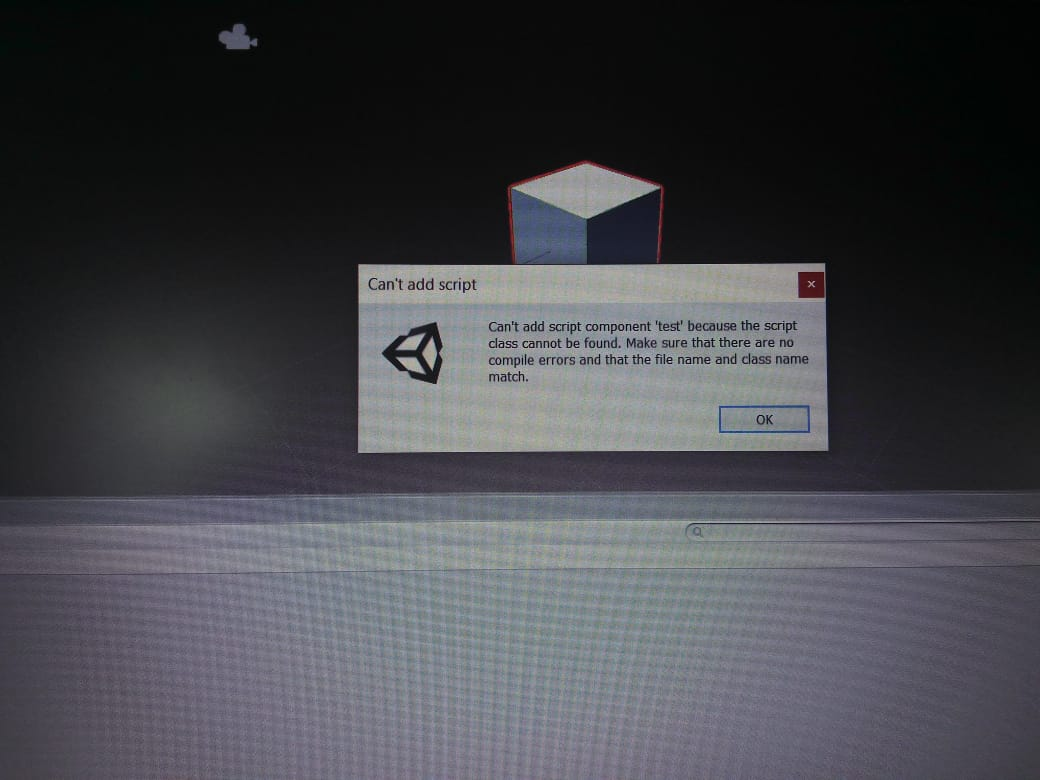 Can't add script
Can't add script component 'test' because the script
class cannot be found. Make sure that there are no
compile errors and that the file name and class name
match.
OK